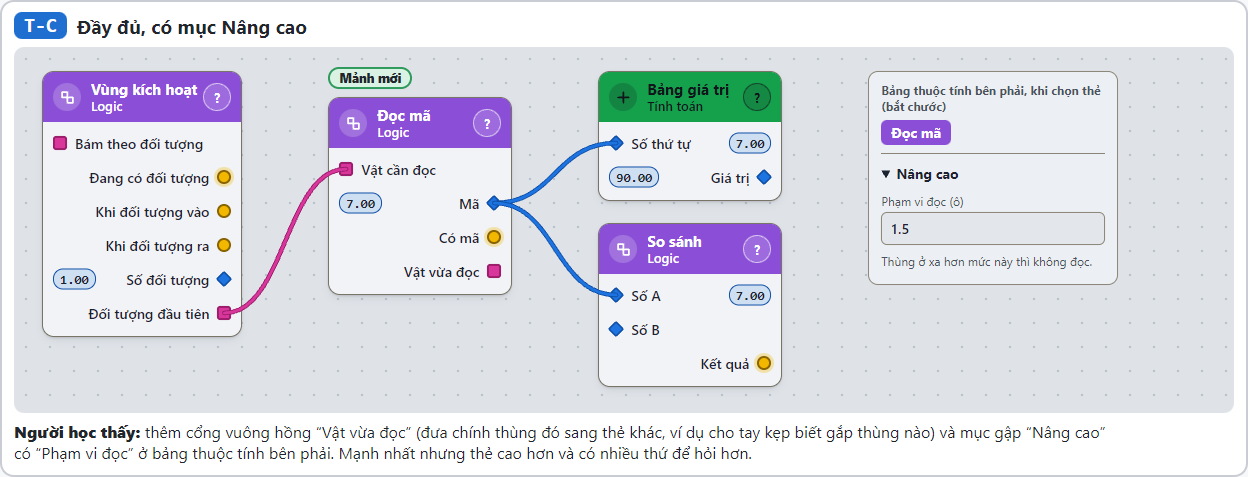 T-C Đầy đủ, có mục Nâng cao
Vùng kích hoạt
Logic
?
Bám theo đối tượng
Đang có đối tượng
Khi đối tượng vào
Khi đối tượng ra
1.00 Số đối tượng
Đối tượng đầu tiên
Mảnh mới
Đọc mã
Logic
?
Vật cần đọc
7.00 Mã
Có mã
Vật vừa đọc
Bảng giá trị
Tính toán
?
Số thứ tự 7.00
90.00 Giá trị
So sánh
Logic
?
Số A 7.00
Số B
Kết quả
Bảng thuộc tính bên phải, khi chọn thẻ
(bắt chước)
Đọc mã
▼ Nâng cao
Phạm vi đọc (ô)
1.5
Thùng ở xa hơn mức này thì không đọc.
Người học thấy: thêm cổng vuông hồng “Vật vừa đọc” (đưa chính thùng đó sang thẻ khác, ví dụ cho tay kẹp biết gắp thùng nào) và mục gập “Nâng cao”
có “Phạm vi đọc” ở bảng thuộc tính bên phải. Mạnh nhất nhưng thẻ cao hơn và có nhiều thứ để hỏi hơn.